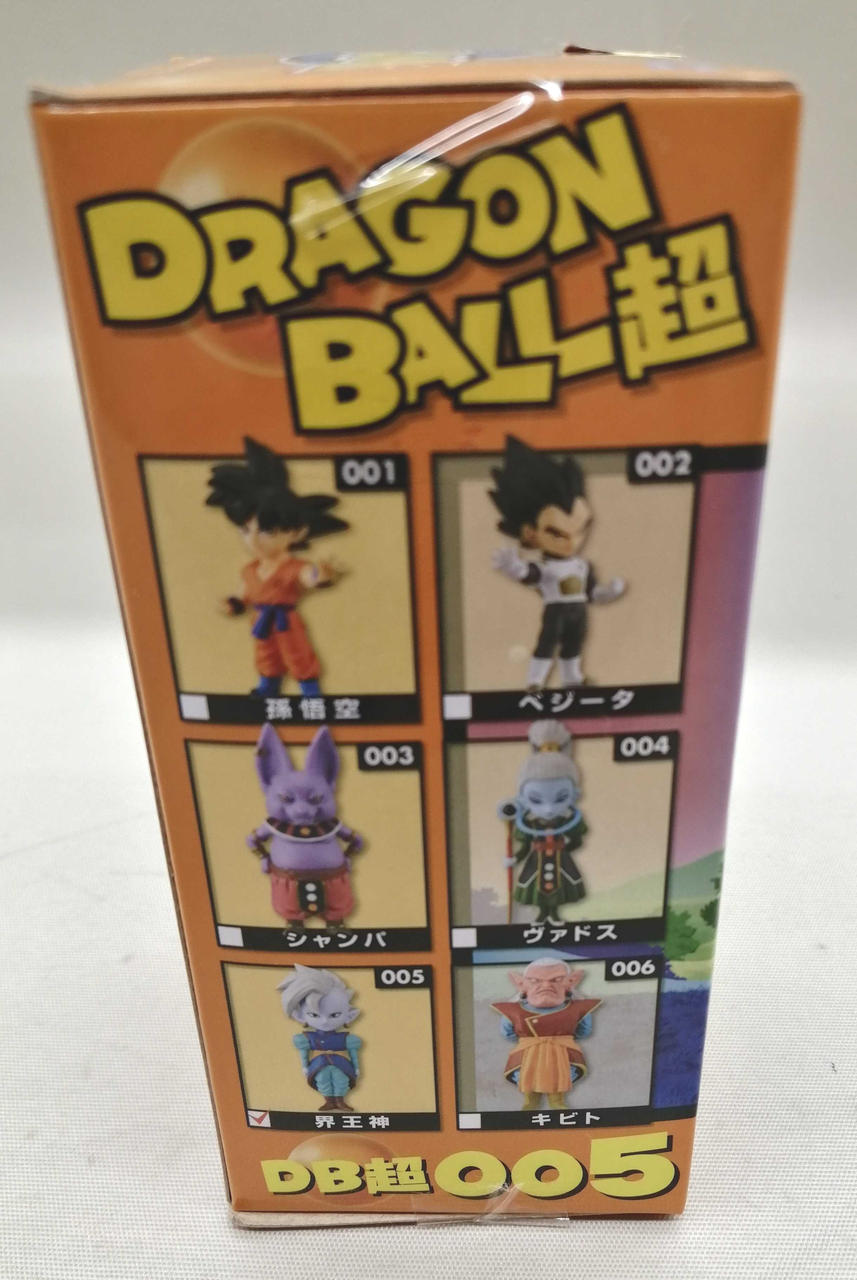 DRAGON
BALL超
001
002
孫悟空
ベジータ
003
004
シャンパ
ヴァドス
005
006
界王神
キビト
DB超005